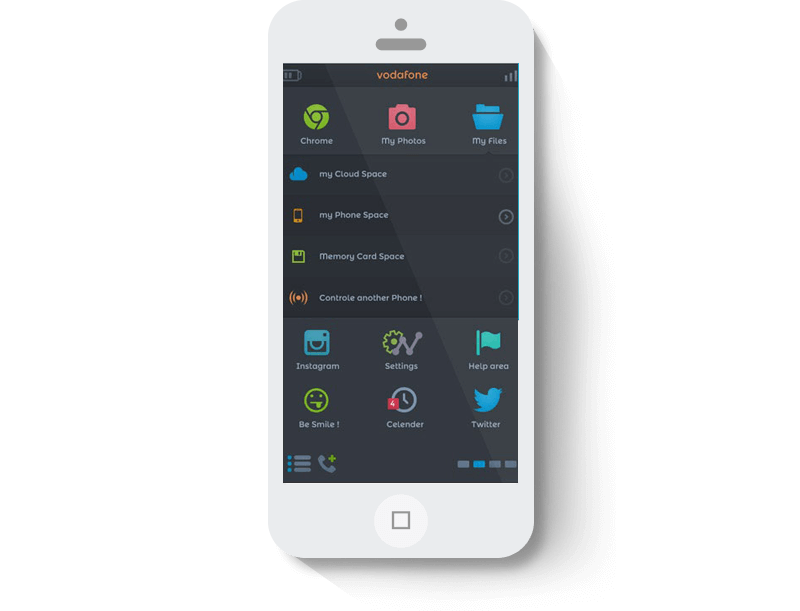 vodafone
Chrome My Photos My Files
my Cloud Space
my Phone Space
Memory Card Space
Controle another Phone !
Instagram Settings Help area
4
Be Smile ! Celender Twitter